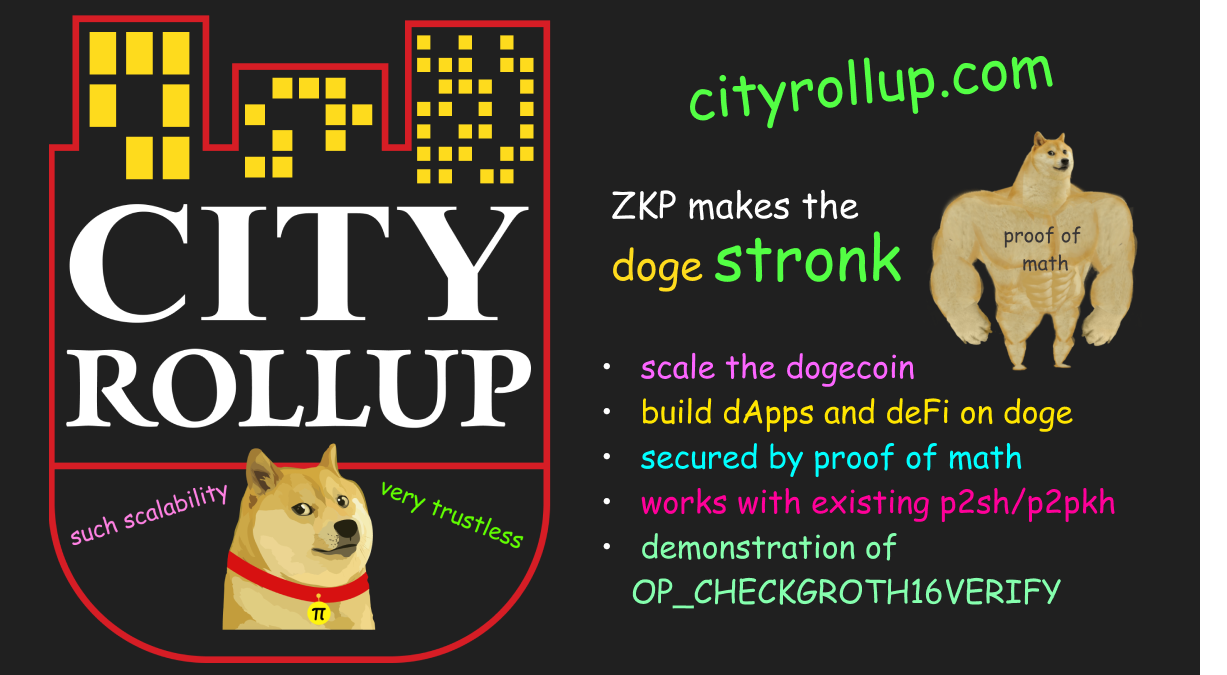 CITY
ROLLUP
such scalability
very trustless
π
cityrollup.com
ZKP makes the
doge stronk
proof of
math
• scale the dogecoin
• build dApps and deFi on doge
• secured by proof of math
• works with existing p2sh/p2pkh
• demonstration of
OP_CHECKGROTH16VERIFY